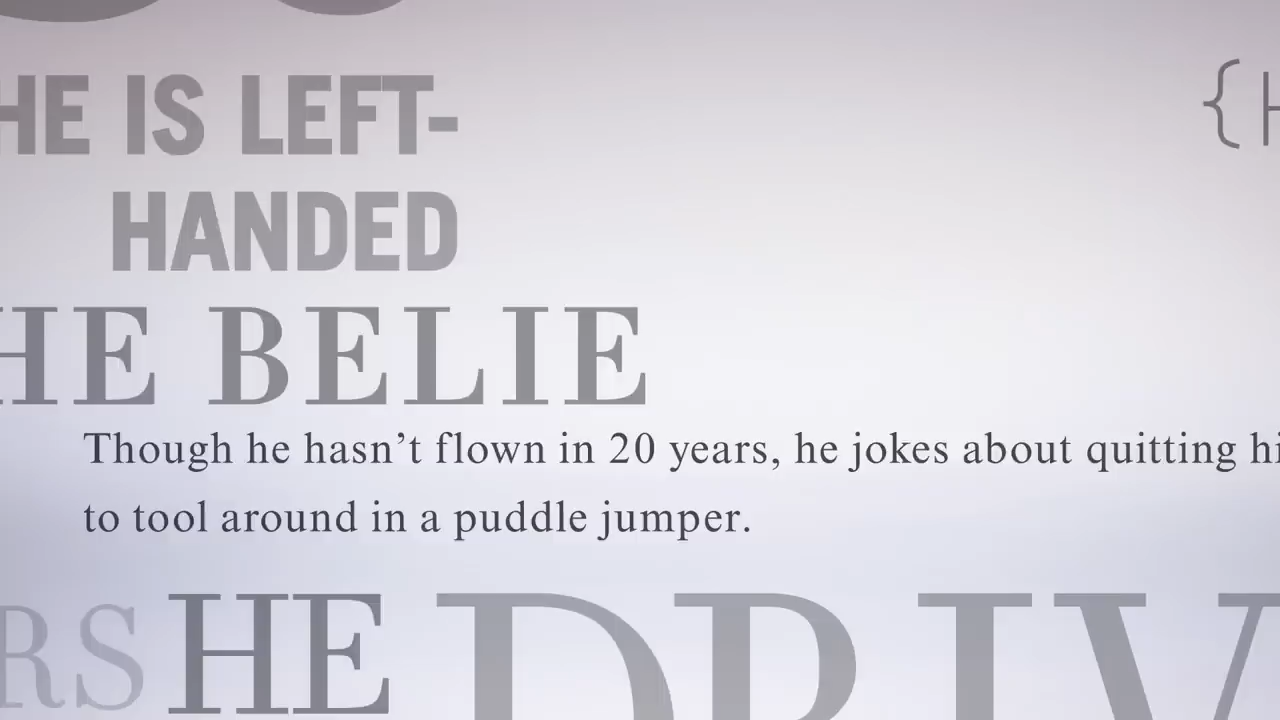 HE IS LEFT-
HANDED
{
HE BELIE
Though he hasn’t flown in 20 years, he jokes about quitting hi
to tool around in a puddle jumper.
RS HE DRIV